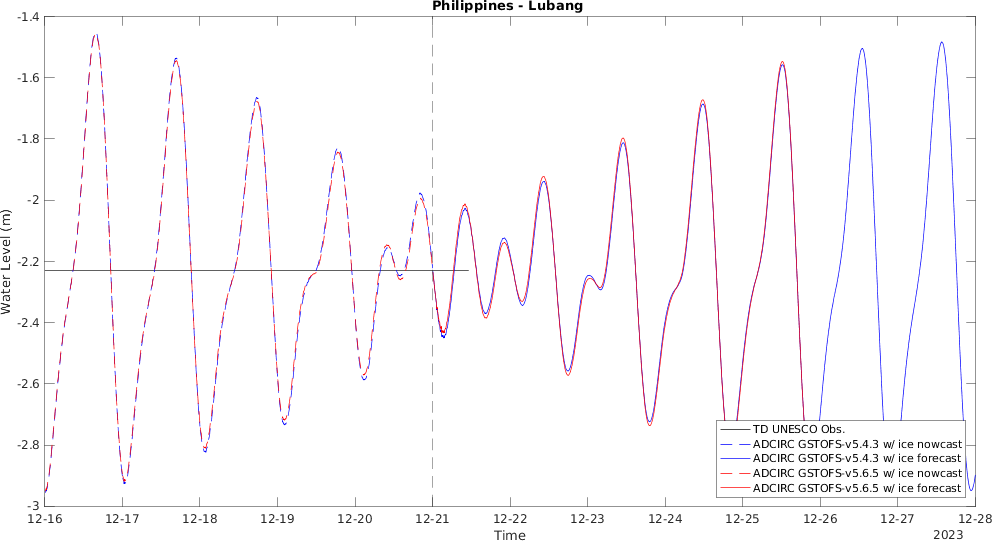 Philippines - Lubang
Water Level (m)
-1.4
-1.6
-1.8
-2
-2.2
-2.4
-2.6
-2.8
-3
TD UNESCO Obs.
ADCIRC GSTOFS-v5.4.3 w/ ice nowcast
ADCIRC GSTOFS-v5.4.3 w/ ice forecast
ADCIRC GSTOFS-v5.6.5 w/ ice nowcast
ADCIRC GSTOFS-v5.6.5 w/ ice forecast
12-16 12-17 12-18 12-19 12-20 12-21 12-22 12-23 12-24 12-25 12-26 12-27 12-28
Time
2023